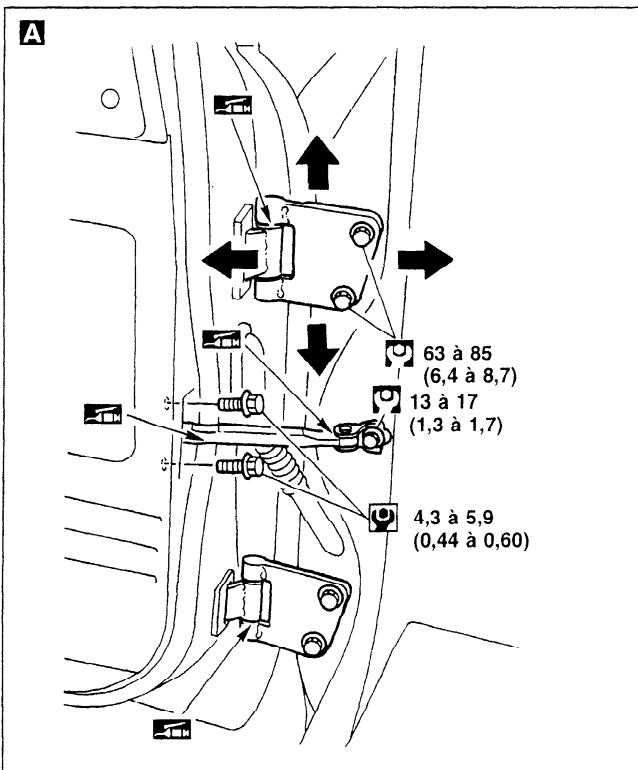 A
63 à 85
(6,4 à 8,7)
13 à 17
(1,3 à 1,7)
4,3 à 5,9
(0,44 à 0,60)